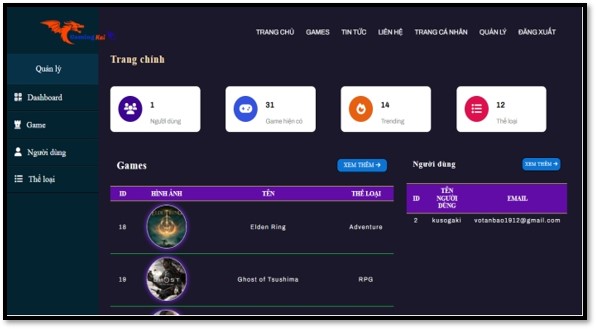 TRANG CHỦ GAMES TIN TỨC LIÊN HỆ TRANG CÁ NHÂN QUẢN LÝ ĐĂNG XUẤT
Quản lý
Dashboard
Game
Người dùng
Thể loại
Trang chính
1
Người dùng
31
Game hiện có
14
Trending
12
Thể loại
Games
XEM THÊM →
ID HÌNH ẢNH TÊN THỂ LOẠI
18 ELDEN RING Elden Ring Adventure
19 GHOST Ghost of Tsushima RPG
Người dùng
XEM THÊM →
ID TÊN NGƯỜI DÙNG EMAIL
2 kusogaki votanbao1912@gmail.com